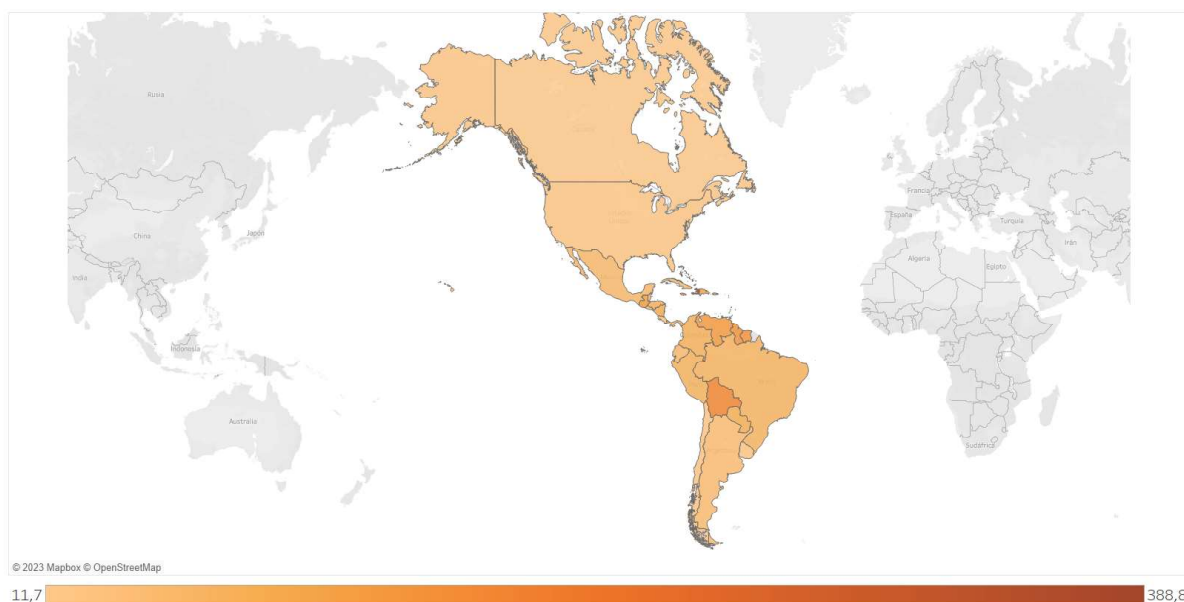 Rusia
China
Japón
India
Indonesia
Australia
Francia
España
Turquía
Irán
Argelia
Egipto
Sudáfrica
© 2023 Mapbox © OpenStreetMap
11,7
388,8